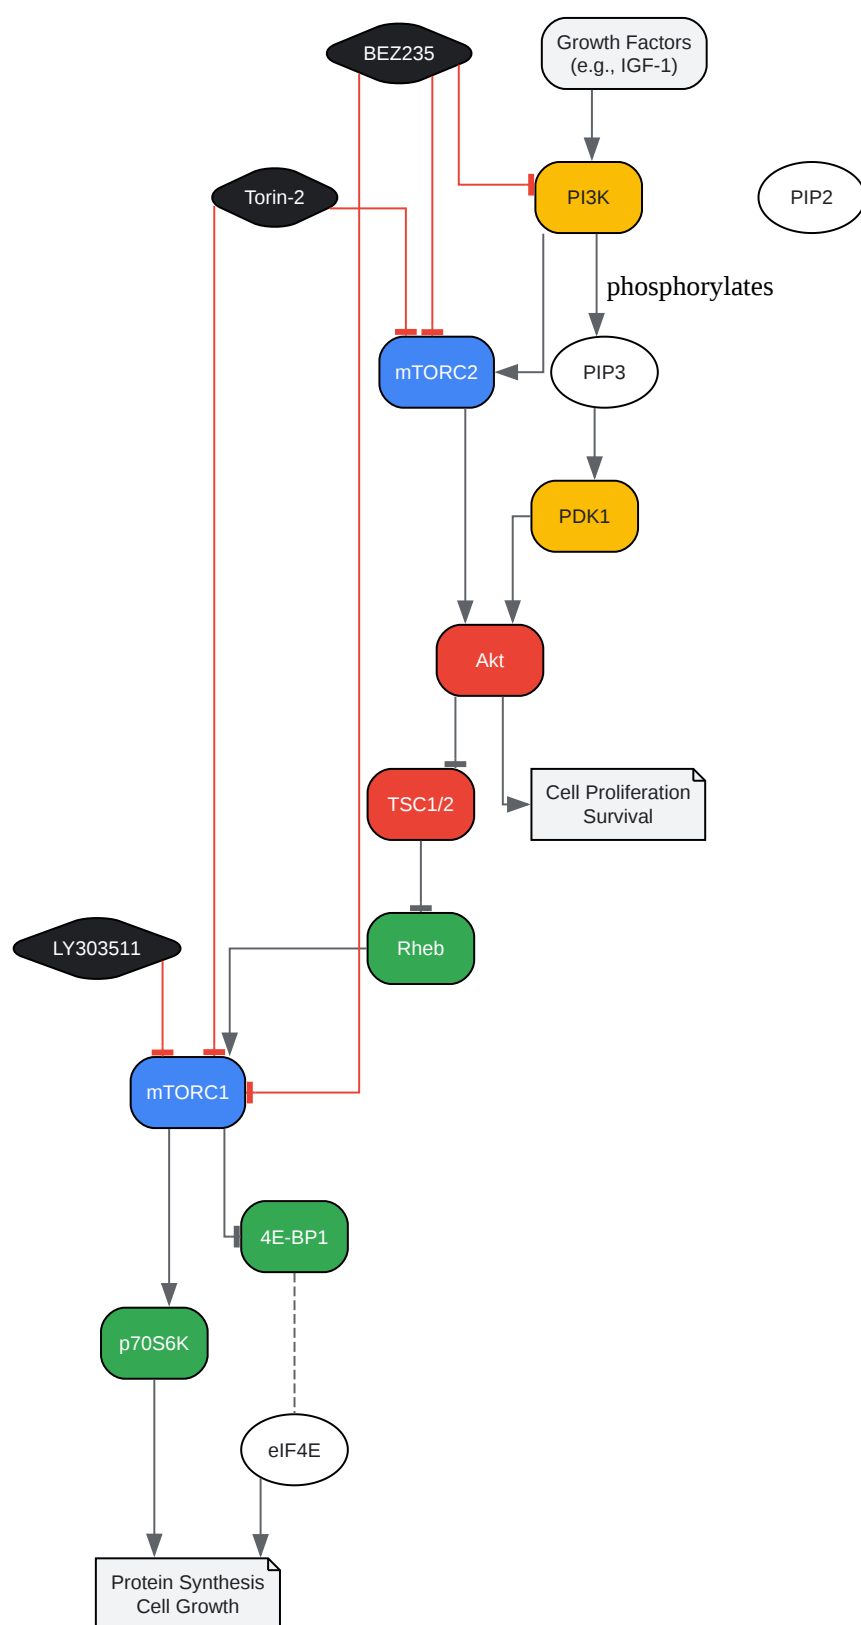 BEZ235
Growth Factors
(e.g., IGF-1)
Torin-2
PI3K
PIP2
phosphorylates
mTORC2
PIP3
PDK1
Akt
TSC1/2
Cell Proliferation
Survival
LY303511
Rheb
mTORC1
4E-BP1
p70S6K
eIF4E
Protein Synthesis
Cell Growth